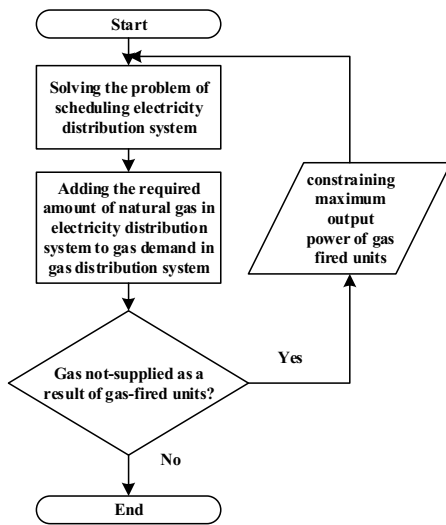 Start
Solving the problem of
scheduling electricity
distribution system
Adding the required
amount of natural gas in
electricity distribution
system to gas demand in
gas distribution system
constraining
maximum
output
power of gas
fired units
Gas not-supplied as a
result of gas-fired units?
Yes
No
End